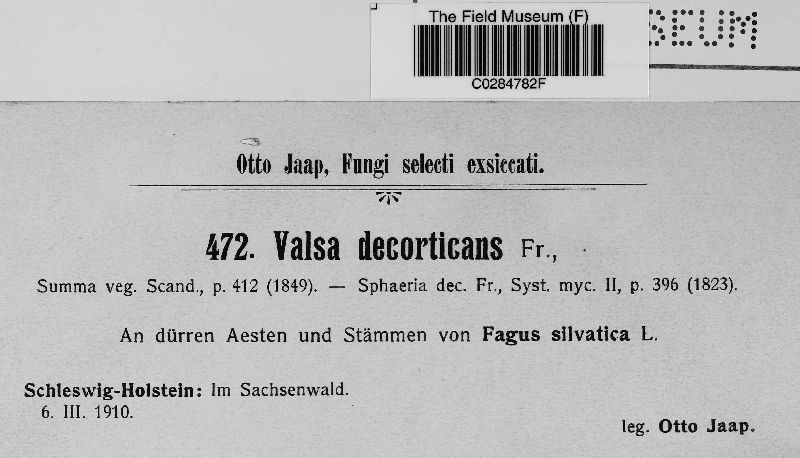 The Field Museum (F)
SEUM
C0284782F
Otto Jaap, Fungi selecti exsiccati.
472. Valsa decorticans Fr.,
Summa veg. Scand., p. 412 (1849). — Sphaeria dec. Fr., Syst. myc. II, p. 396 (1823).
An dürren Aesten und Stämmen von Fagus silvatica L.
Schleswig-Holstein: Im Sachsenwald.
6. III. 1910.
leg. Otto Jaap.